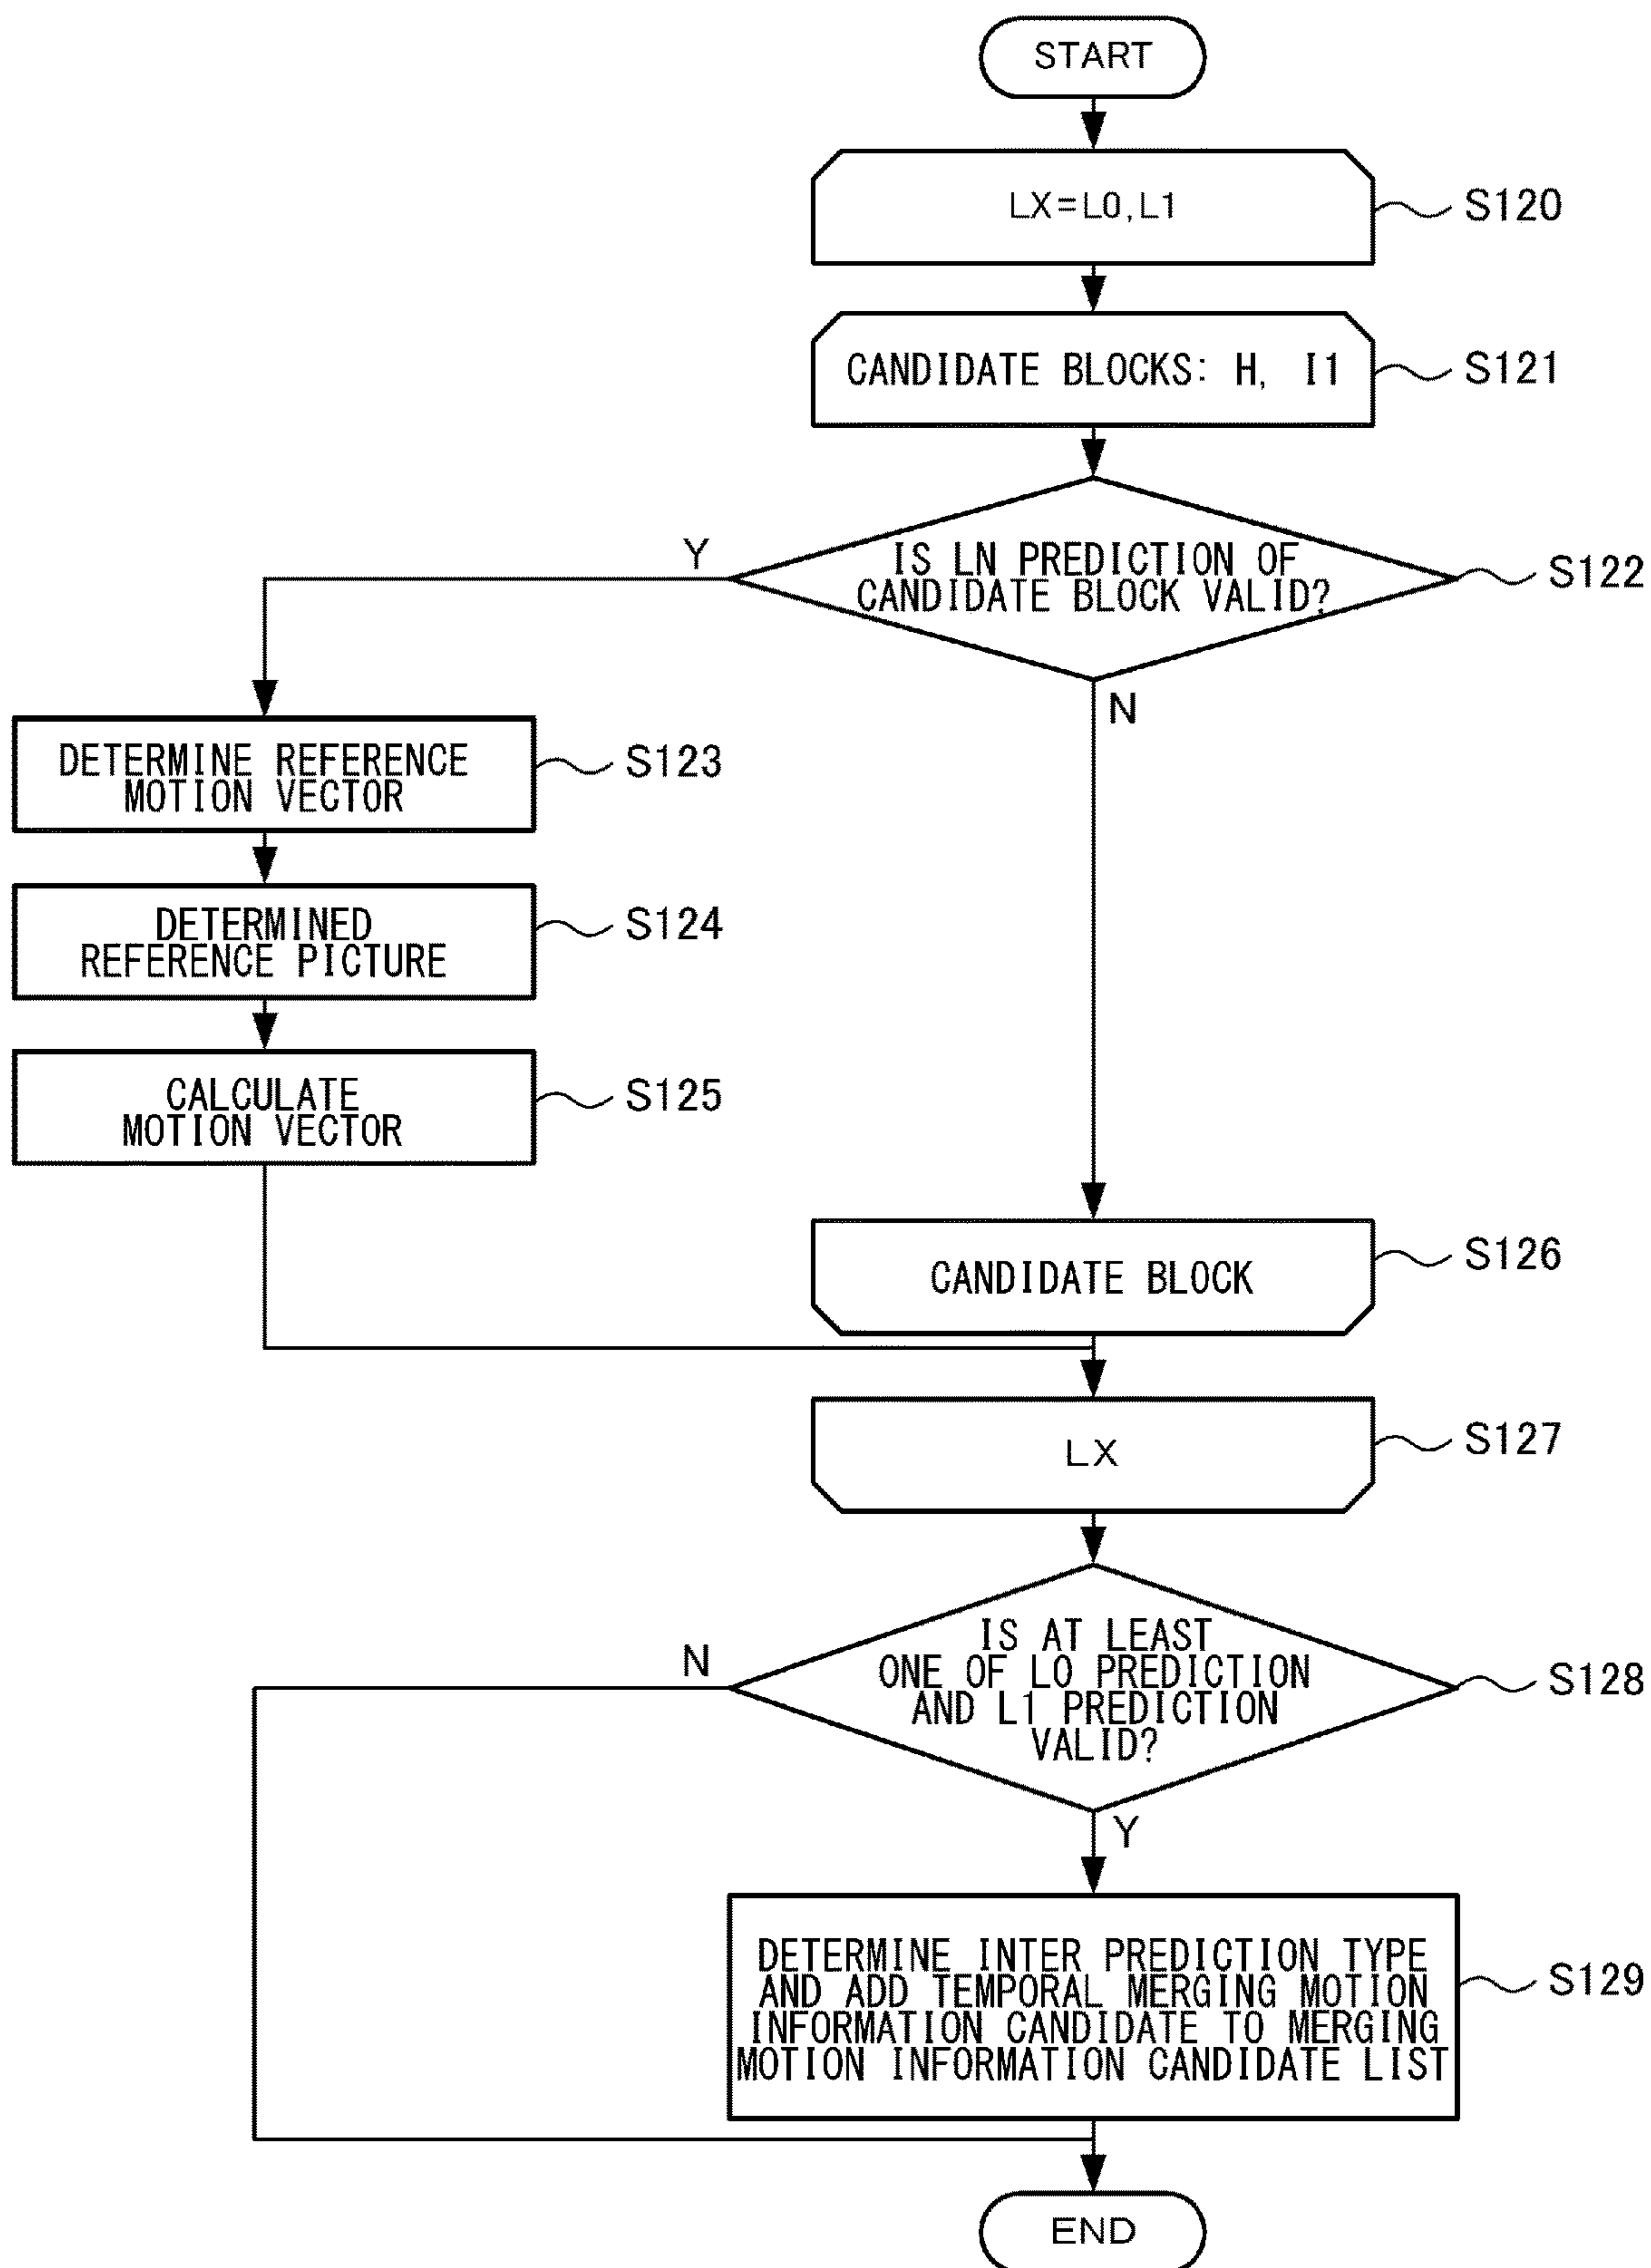 START
LX=L0,L1
S120
CANDIDATE BLOCKS: H, I1
S121
IS LN PREDICTION OF
CANDIDATE BLOCK VALID?
S122
Y
N
DETERMINE REFERENCE
MOTION VECTOR
S123
DETERMINED
REFERENCE PICTURE
S124
CALCULATE
MOTION VECTOR
S125
CANDIDATE BLOCK
S126
LX
S127
IS AT LEAST
ONE OF L0 PREDICTION
AND L1 PREDICTION
VALID?
S128
N
Y
DETERMINE INTER PREDICTION TYPE
AND ADD TEMPORAL MERGING MOTION
INFORMATION CANDIDATE TO MERGING
MOTION INFORMATION CANDIDATE LIST
S129
END